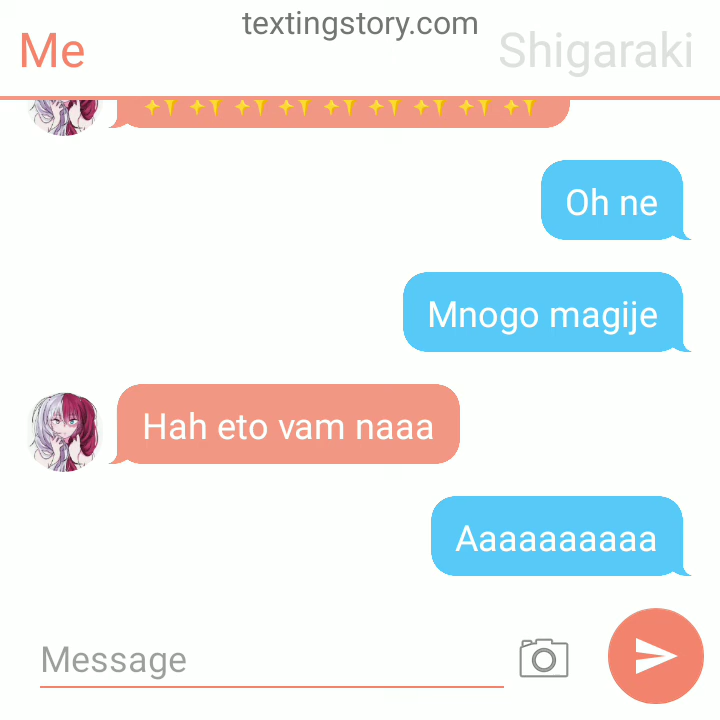 textingstory.com
Me
Shigaraki
Oh ne
Mnogo magije
Hah eto vam naaa
Aaaaaaaaaa
Message